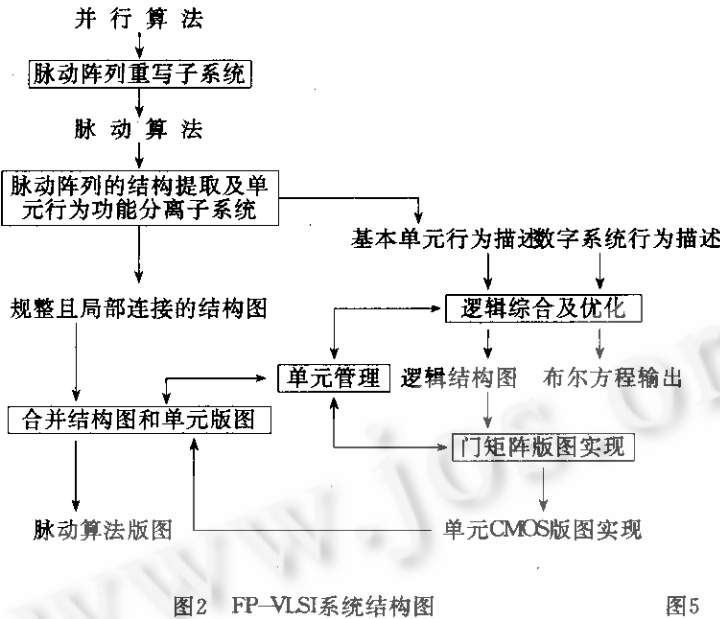 并行算法
脉动阵列重写子系统
脉动算法
脉动阵列的结构提取及单
元行为功能分离子系统
基本单元行为描述
数字系统行为描述
规整且局部连接的结构图
逻辑综合及优化
单元管理
逻辑结构图
布尔方程输出
合并结构图和单元版图
门矩阵版图实现
脉动算法版图
单元CMOS版图实现
图2 FP—VLSI系统结构图
图5
www.jos.or